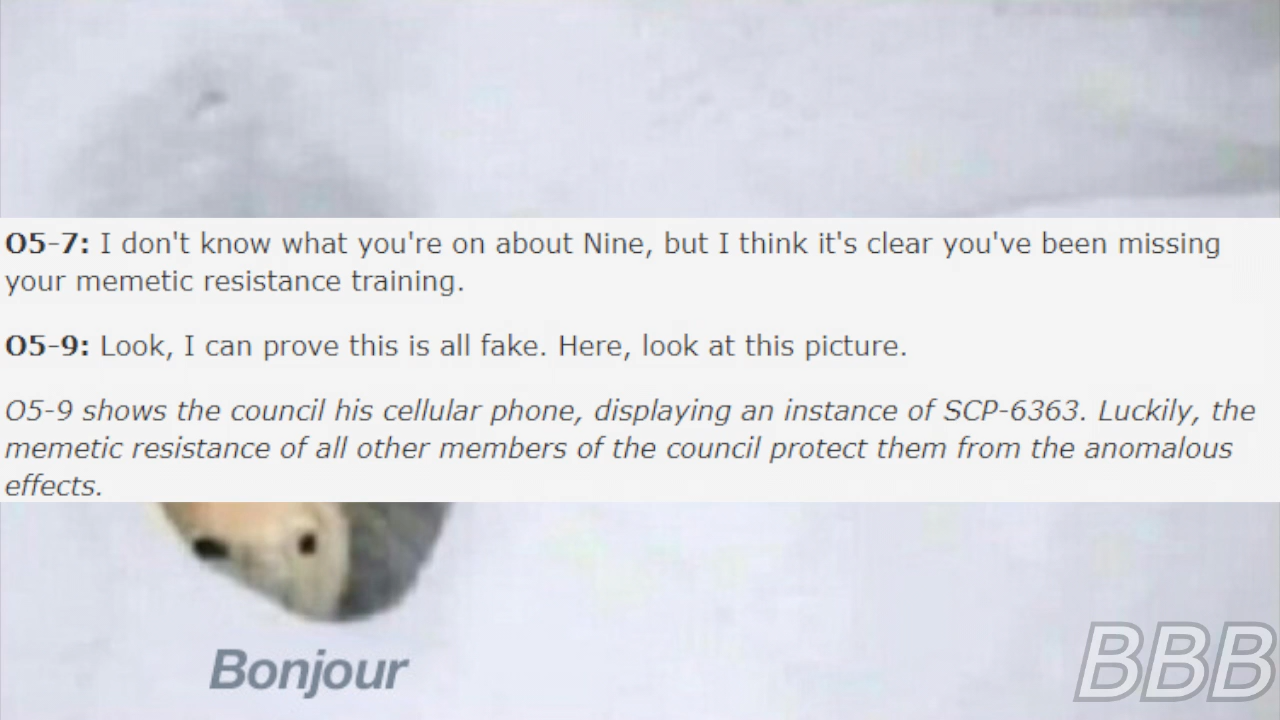 O5-7: I don't know what you're on about Nine, but I think it's clear you've been missing
your memetic resistance training.
O5-9: Look, I can prove this is all fake. Here, look at this picture.
O5-9 shows the council his cellular phone, displaying an instance of SCP-6363. Luckily, the
memetic resistance of all other members of the council protect them from the anomalous
effects.
Bonjour
BBB